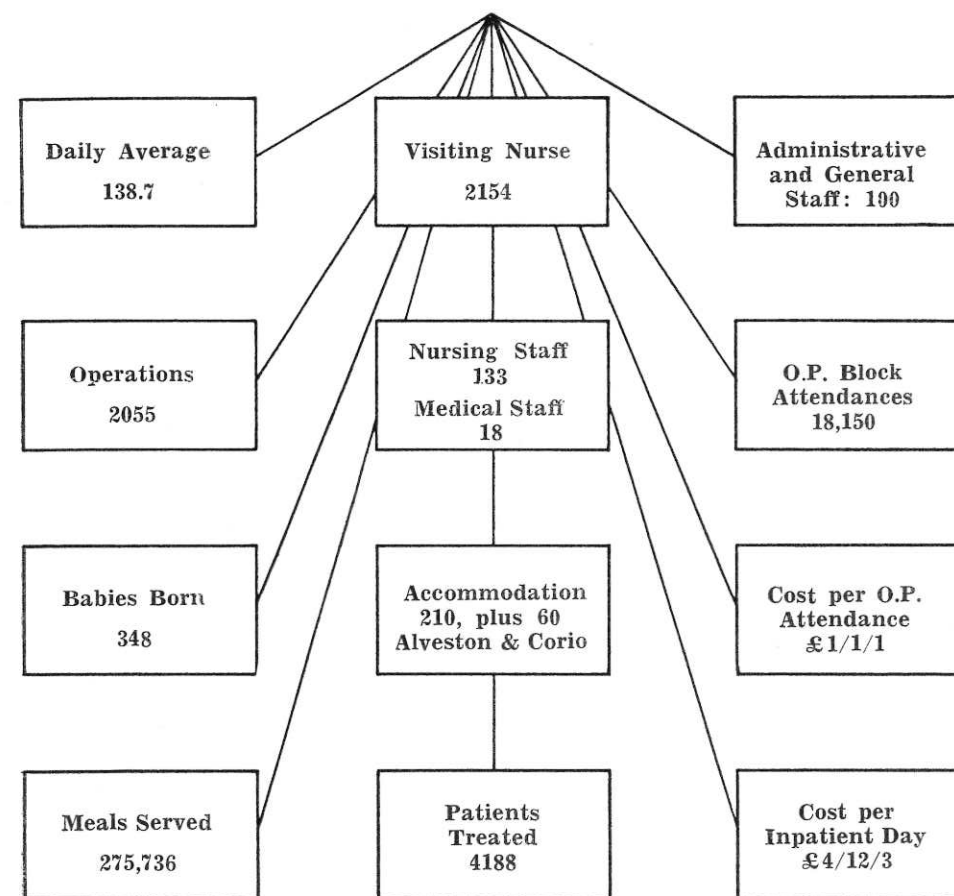 Daily Average
138.7
Visiting Nurse
2154
Administrative
and General
Staff: 100
Operations
2055
Nursing Staff
133
Medical Staff
18
O.P. Block
Attendances
18,150
Babies Born
348
Accommodation
210, plus 60
Alveston & Corio
Cost per O.P.
Attendance
£1/1/1
Meals Served
275,736
Patients
Treated
4188
Cost per
Inpatient Day
£4/12/3